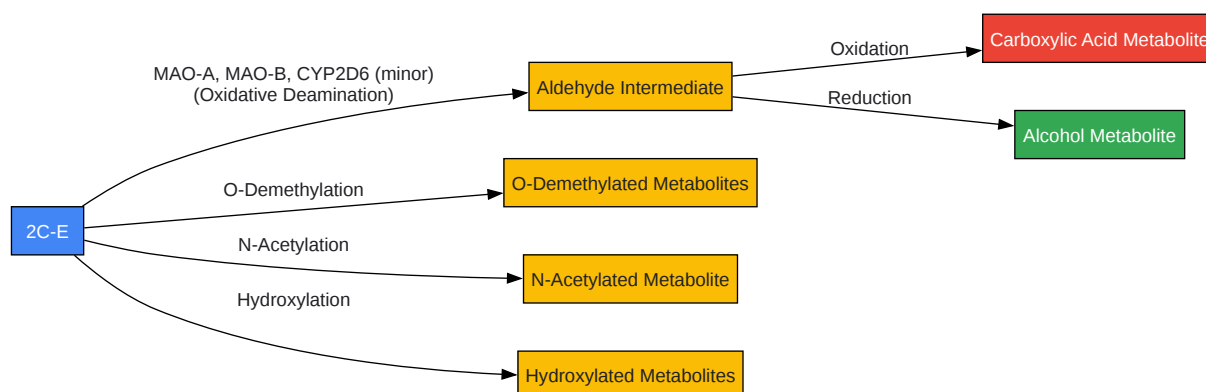 Oxidation
Carboxylic Acid Metabolite
MAO-A, MAO-B, CYP2D6 (minor)
(Oxidative Deamination)
Aldehyde Intermediate
Reduction
Alcohol Metabolite
O-Demethylation
O-Demethylated Metabolites
2C-E
N-Acetylation
N-Acetylated Metabolite
Hydroxylation
Hydroxylated Metabolites